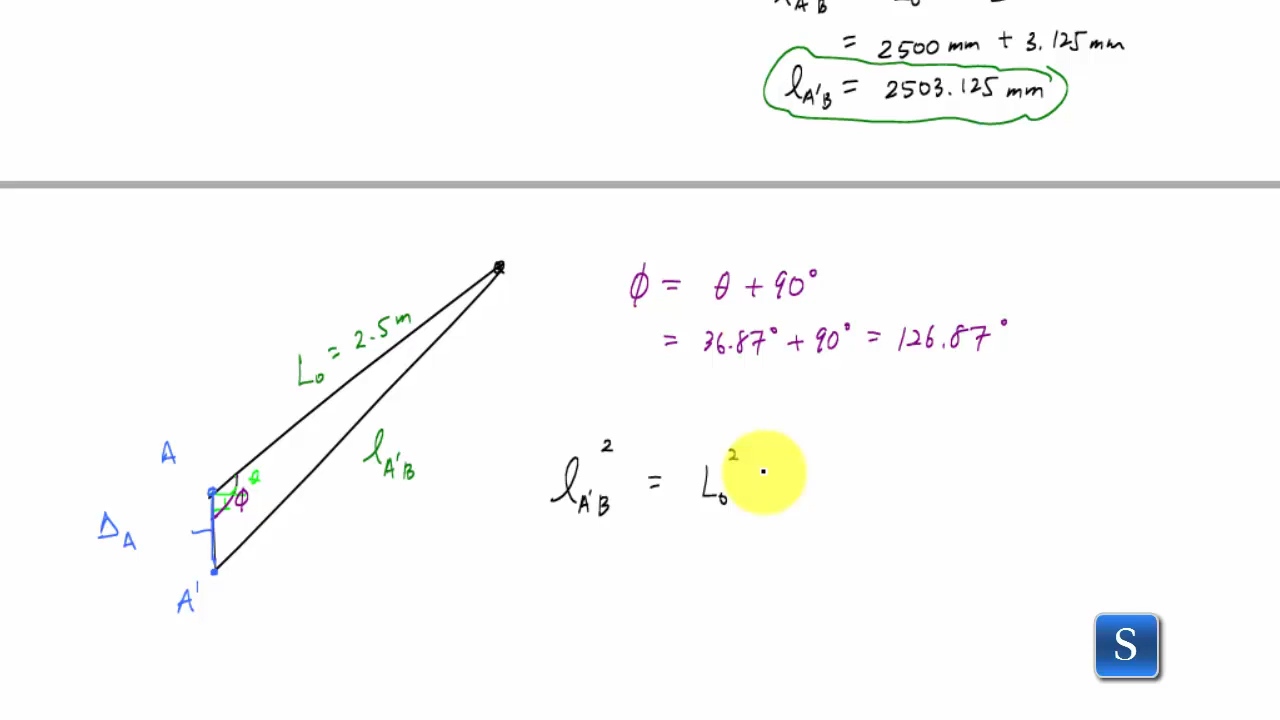 = 2500 mm + 3.125 mm
l_A'B = 2503.125 mm
ϕ = θ + 90°
= 36.87° + 90° = 126.87°
L₀ = 2.5 m
l_A'B² = L₀²
l_A'B
A
θ
ϕ
Δ_A
A'
S